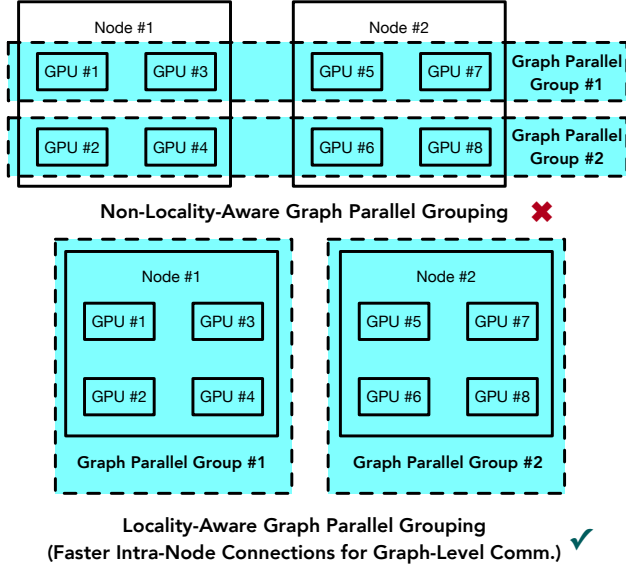 Node #1
Node #2
GPU #1
GPU #3
GPU #5
GPU #7
Graph Parallel
Group #1
GPU #2
GPU #4
GPU #6
GPU #8
Graph Parallel
Group #2
Non-Locality-Aware Graph Parallel Grouping
Node #1
GPU #1
GPU #3
GPU #2
GPU #4
Graph Parallel Group #1
Node #2
GPU #5
GPU #7
GPU #6
GPU #8
Graph Parallel Group #2
Locality-Aware Graph Parallel Grouping
(Faster Intra-Node Connections for Graph-Level Comm.)